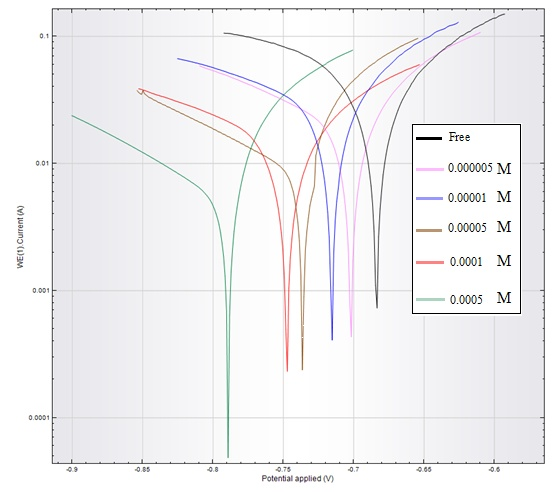 0.1
0.01
0.001
0.0001
WE(1).Current (A)
Free
0.000005 M
0.00001 M
0.00005 M
0.0001 M
0.0005 M
-0.9 -0.85 -0.8 -0.75 -0.7 -0.65 -0.6
Potential applied (V)